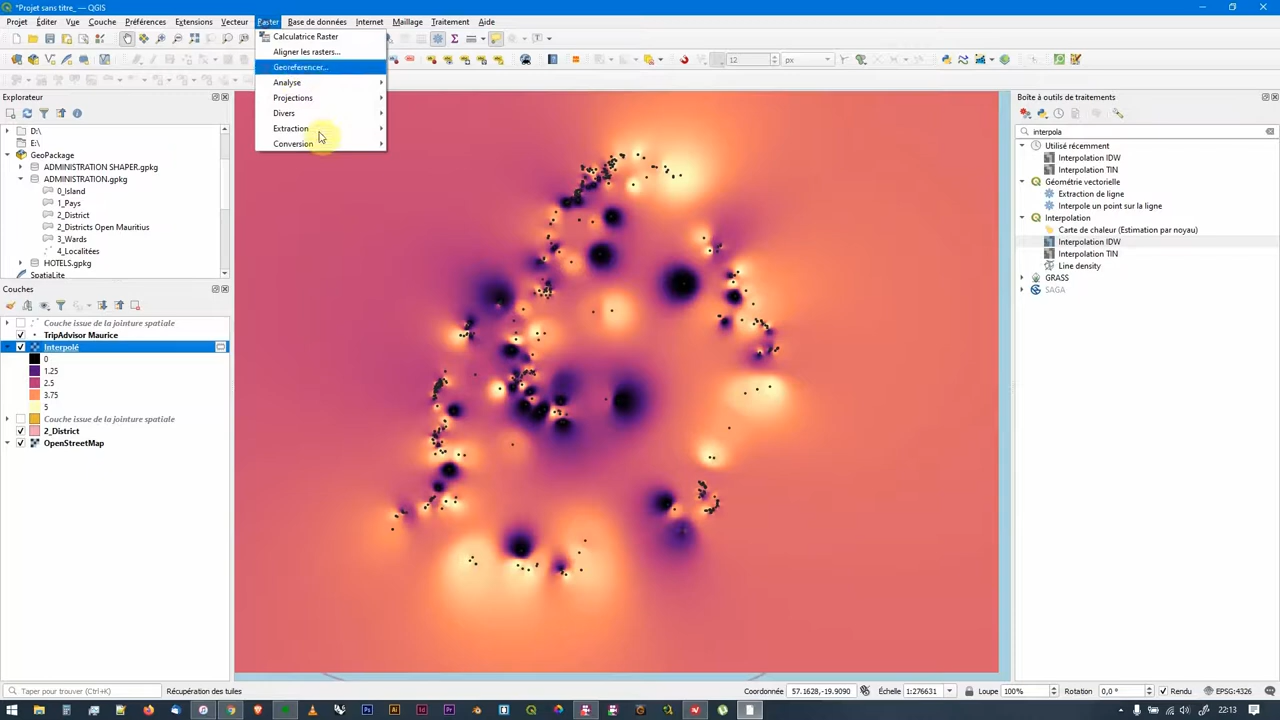 *Projet sans titre_ — QGIS
Projet Éditer Vue Couche Préférences Extensions Vecteur Raster Base de données Internet Maillage Traitement Aide
Calculatrice Raster
Aligner les rasters...
Georeferencer...
Analyse
Projections
Divers
Extraction
Conversion
12 px
Explorateur
D:\
E:\
GeoPackage
ADMINISTRATION SHAPER.gpkg
ADMINISTRATION.gpkg
0_Island
1_Pays
2_District
2_Districts Open Mauritius
3_Wards
4_Localitées
HOTELS.gpkg
SpatiaLite
Couches
Couche issue de la jointure spatiale
TripAdvisor Maurice
Interpolé
0
1.25
2.5
3.75
5
Couche issue de la jointure spatiale
2_District
OpenStreetMap
Boîte à outils de traitements
interpola
Utilisé récemment
Interpolation IDW
Interpolation TIN
Géométrie vectorielle
Extraction de ligne
Interpole un point sur la ligne
Interpolation
Carte de chaleur (Estimation par noyau)
Interpolation IDW
Interpolation TIN
Line density
GRASS
SAGA
Taper pour trouver (Ctrl+K) Récupération des tuiles Coordonnée 57.1628,-19.9090 Échelle 1:276631 Loupe 100% Rotation 0,0 ° Rendu EPSG:4326
22:13